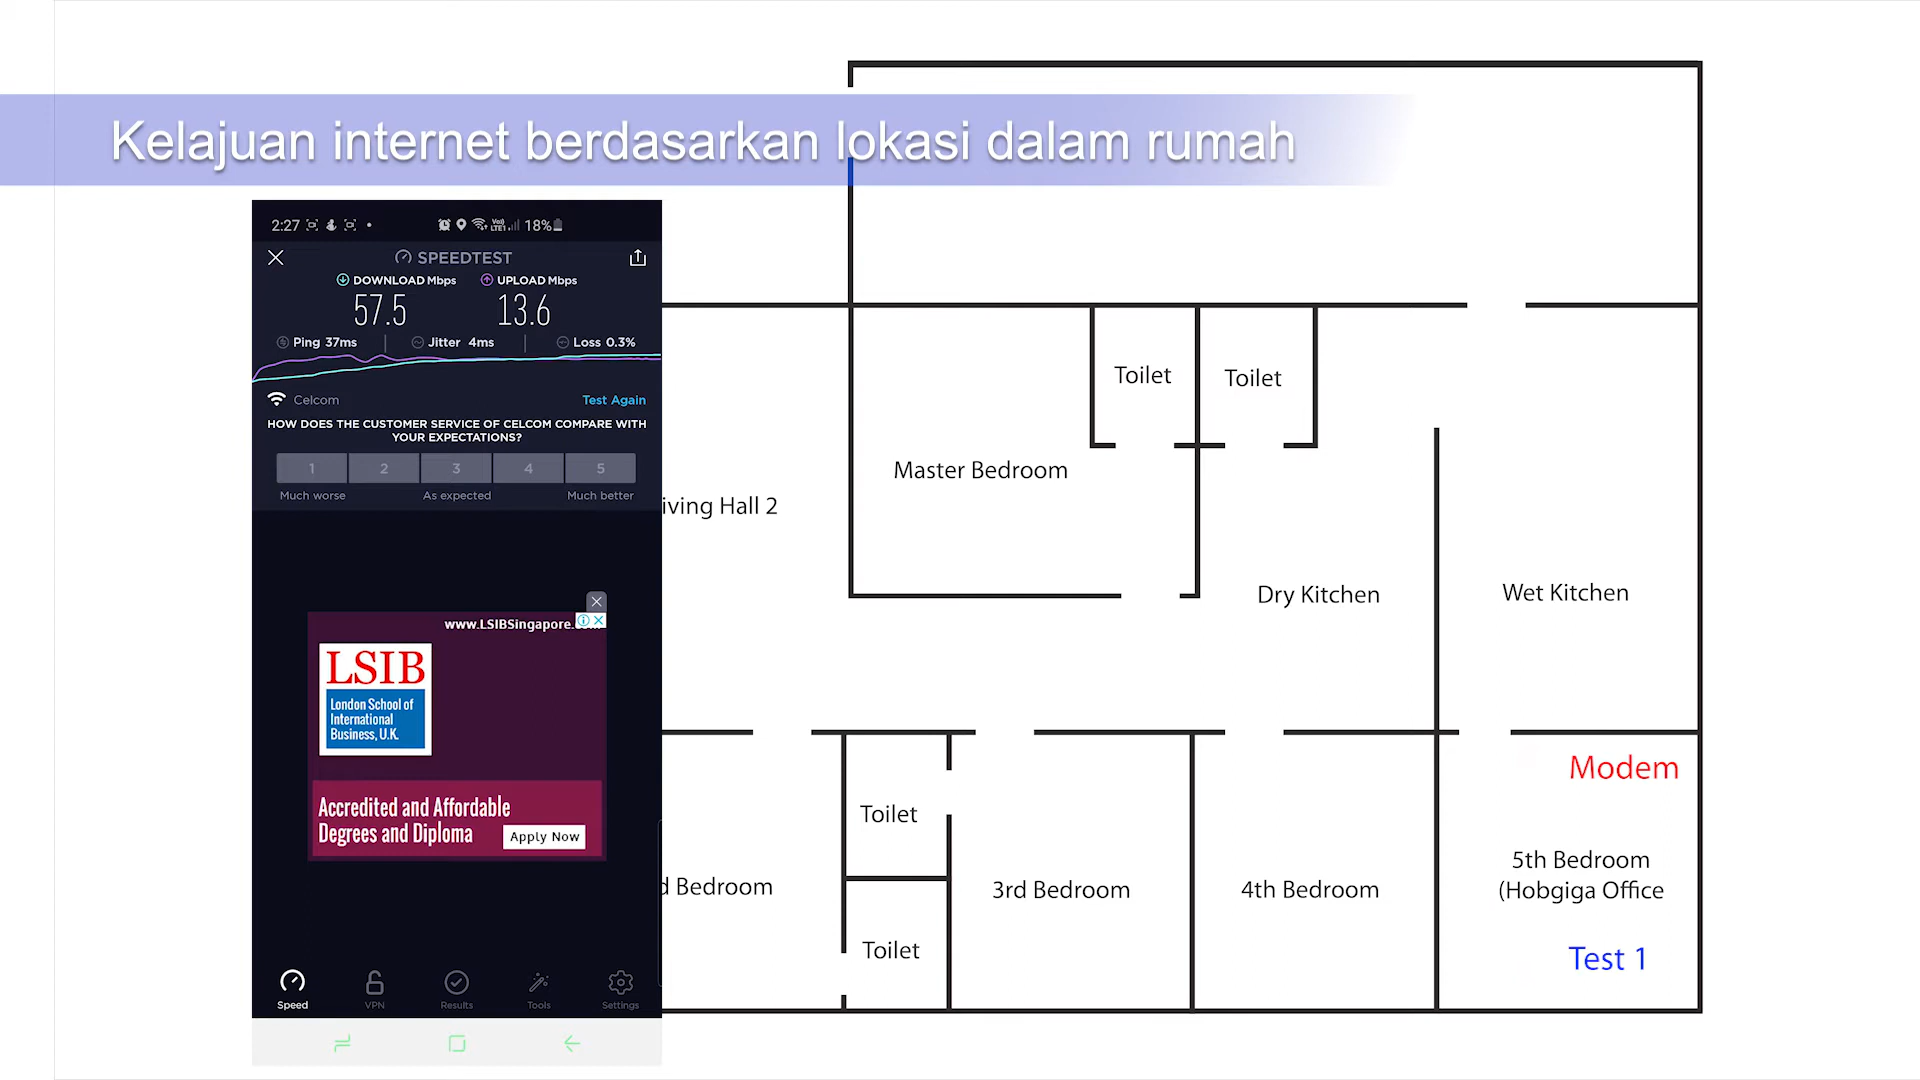 Kelajuan internet berdasarkan lokasi dalam rumah
2:27
18%
SPEEDTEST
DOWNLOAD Mbps
UPLOAD Mbps
57.5
13.6
Ping 37ms
Jitter 4ms
Loss 0.3%
Celcom
Test Again
HOW DOES THE CUSTOMER SERVICE OF CELCOM COMPARE WITH
YOUR EXPECTATIONS?
1 2 3 4 5
Much worse
As expected
Much better
www.LSIBSingapore.
LSIB
London School of
International
Business, U.K.
Accredited and Affordable
Degrees and Diploma
Apply Now
Speed
VPN
Results
Tools
Settings
Toilet
Toilet
Master Bedroom
iving Hall 2
Dry Kitchen
Wet Kitchen
Modem
Toilet
5th Bedroom
(Hobgiga Office
d Bedroom
3rd Bedroom
4th Bedroom
Toilet
Test 1